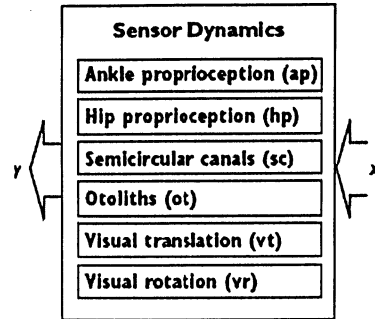 Sensor Dynamics
Ankle proprioception (ap)
Hip proprioception (hp)
Semicircular canals (sc)
Y
x
Otoliths (ot)
Visual translation (vt)
Visual rotation (vr)